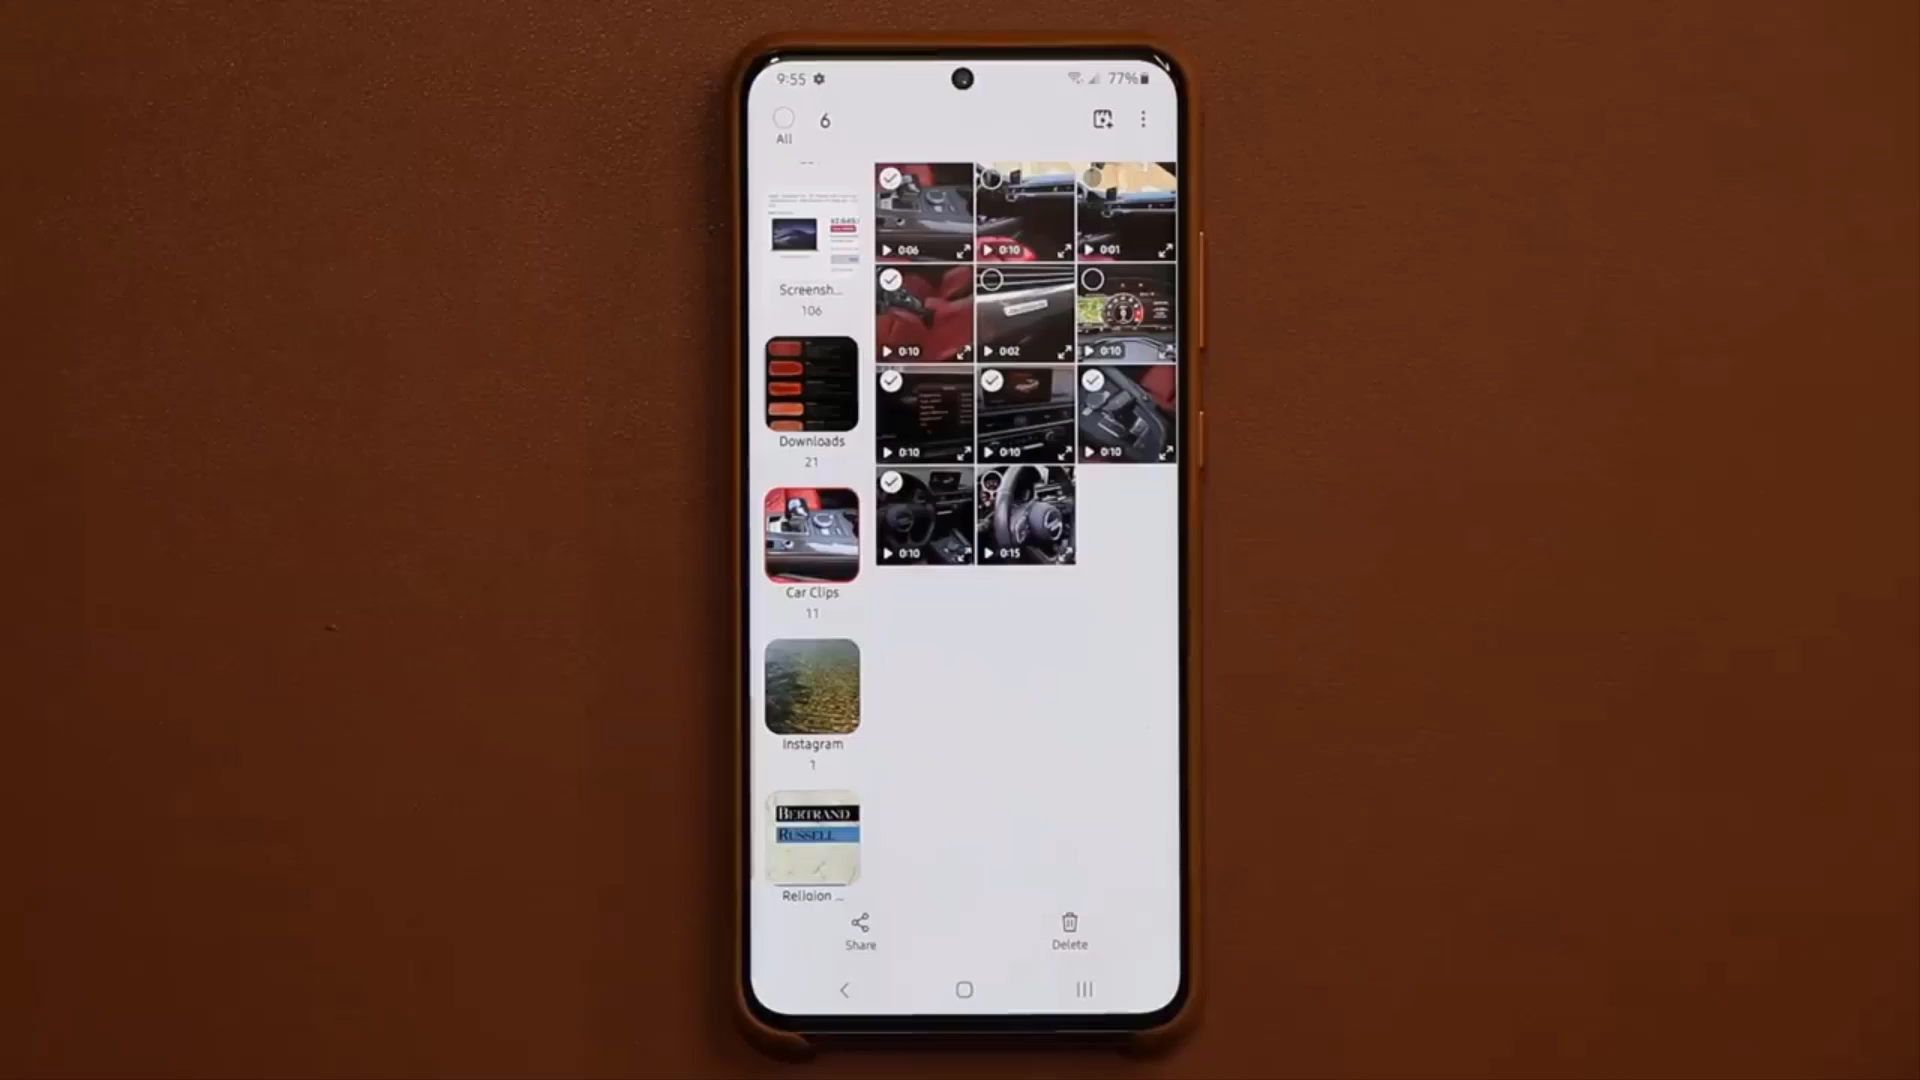 9:55
77%
All
6
Screensh...
106
Downloads
21
Car Clips
11
Instagram
1
BERTRAND
RUSSELL
Religion ...
0:06
0:10
0:01
0:10
0:02
0:10
0:10
0:10
0:10
0:10
0:15
Share
Delete